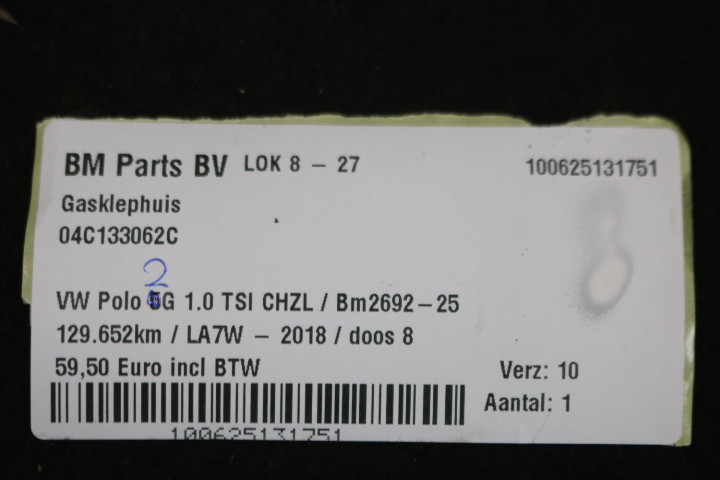 BM Parts BV LOK 8 – 27 100625131751
Gasklephuis
04C133062C
2
VW Polo 6G 1.0 TSI CHZL / Bm2692–25
129.652km / LA7W – 2018 / doos 8
59,50 Euro incl BTW Verz: 10
Aantal: 1
100625131751